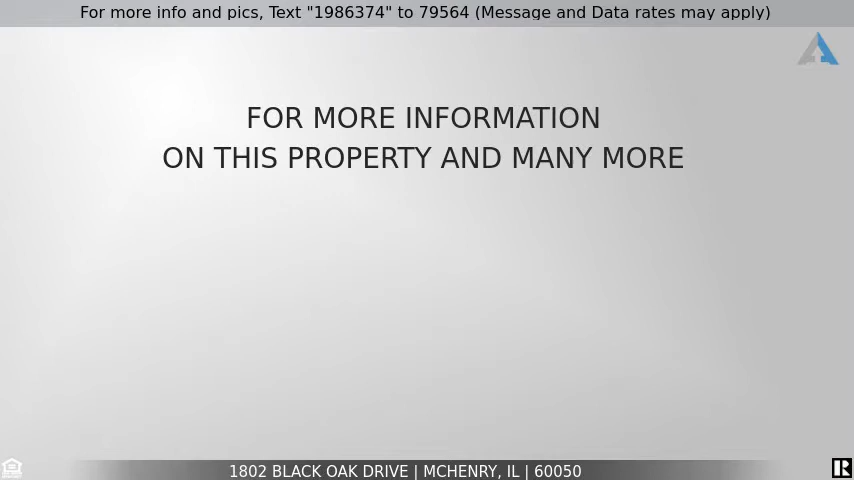 For more info and pics, Text "1986374" to 79564 (Message and Data rates may apply)
FOR MORE INFORMATION
ON THIS PROPERTY AND MANY MORE
1802 BLACK OAK DRIVE | MCHENRY, IL | 60050